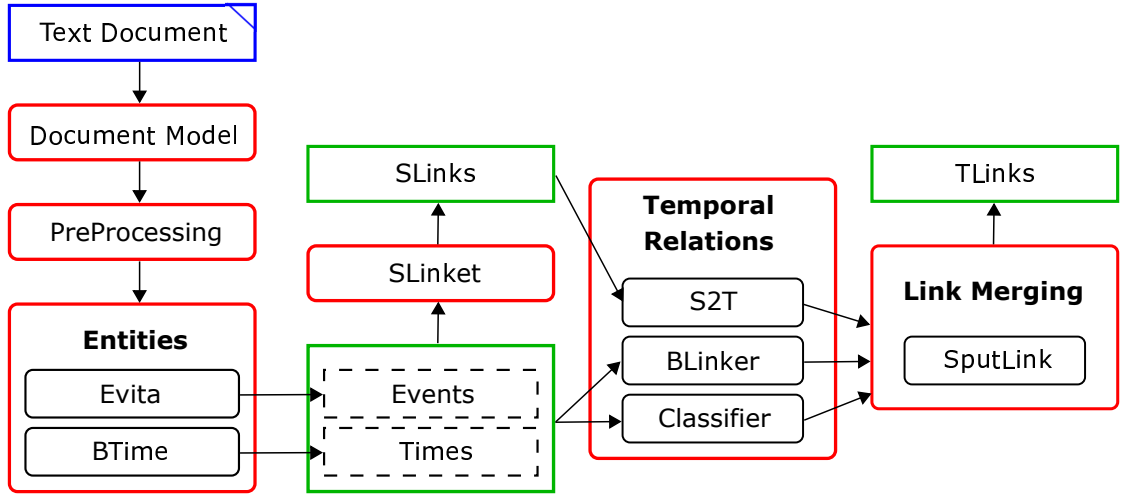 Text Document
Document Model
PreProcessing
Entities
Evita
BTime
SLinks
SLinket
Events
Times
Temporal
Relations
S2T
BLinker
Classifier
TLinks
Link Merging
SputLink